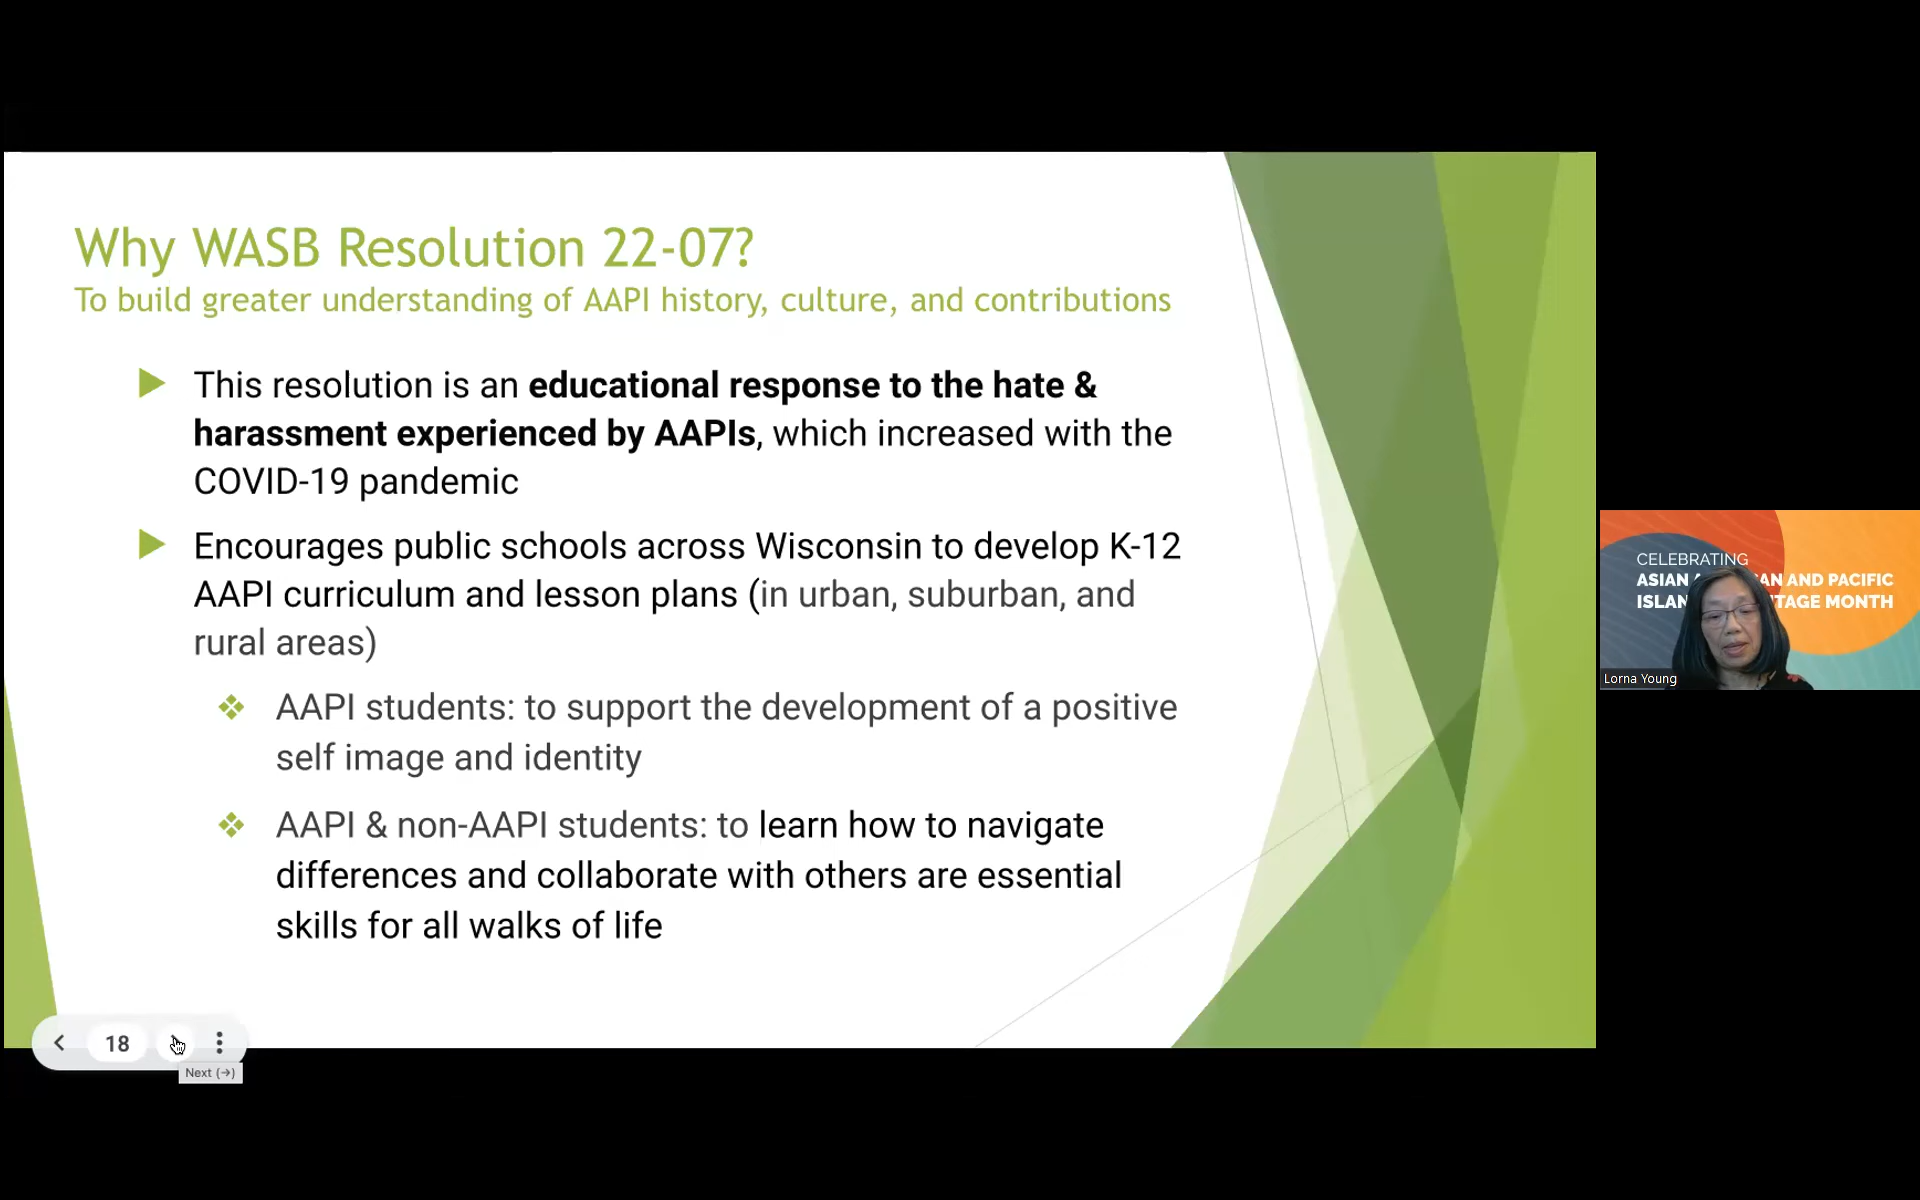 Why WASB Resolution 22-07?
To build greater understanding of AAPI history, culture, and contributions
This resolution is an educational response to the hate &
harassment experienced by AAPIs, which increased with the
COVID-19 pandemic
Encourages public schools across Wisconsin to develop K-12
AAPI curriculum and lesson plans (in urban, suburban, and
rural areas)
AAPI students: to support the development of a positive
self image and identity
AAPI & non-AAPI students: to learn how to navigate
differences and collaborate with others are essential
skills for all walks of life
18
Next (→)
CELEBRATING
ASIAN AN AND PACIFIC
ISLAN TAGE MONTH
Lorna Young